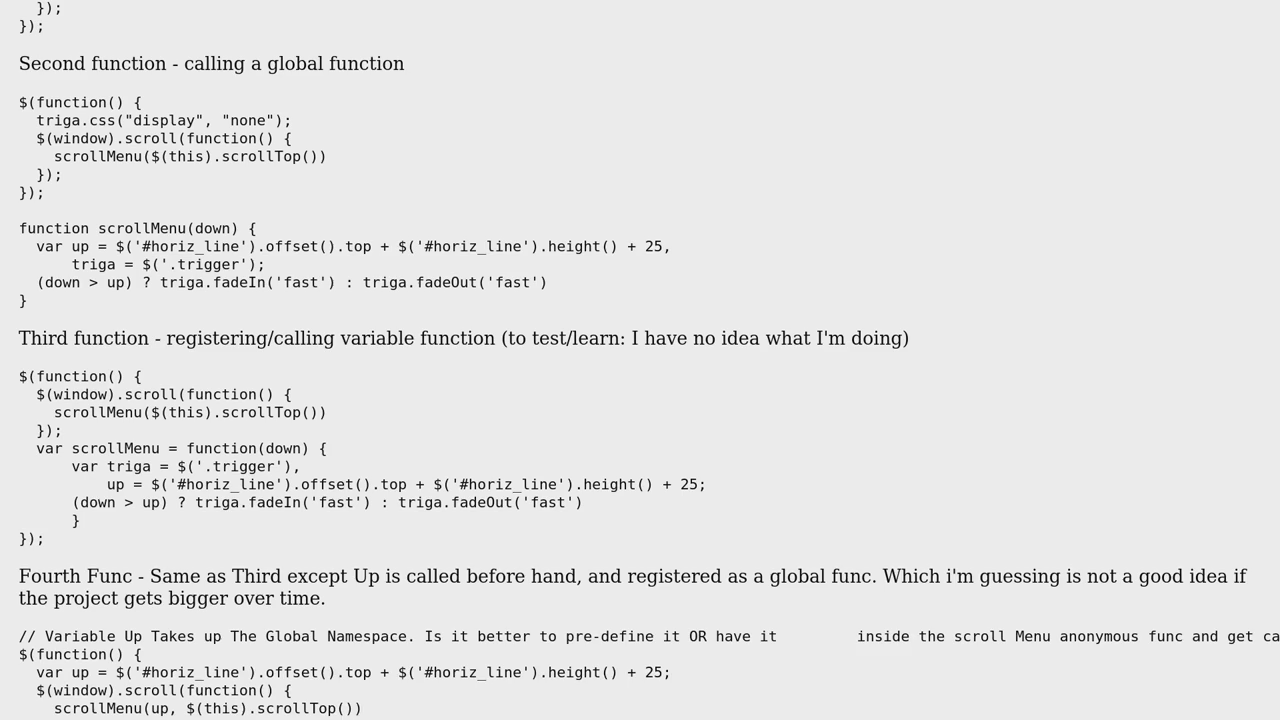 });
});
Second function - calling a global function
$(function() {
  triga.css("display", "none");
  $(window).scroll(function() {
    scrollMenu($(this).scrollTop())
  });
});
function scrollMenu(down) {
  var up = $('#horiz_line').offset().top + $('#horiz_line').height() + 25,
      triga = $('.trigger');
  (down > up) ? triga.fadeIn('fast') : triga.fadeOut('fast')
}
Third function - registering/calling variable function (to test/learn: I have no idea what I'm doing)
$(function() {
  $(window).scroll(function() {
    scrollMenu($(this).scrollTop())
  });
  var scrollMenu = function(down) {
      var triga = $('.trigger'),
          up = $('#horiz_line').offset().top + $('#horiz_line').height() + 25;
      (down > up) ? triga.fadeIn('fast') : triga.fadeOut('fast')
      }
});
Fourth Func - Same as Third except Up is called before hand, and registered as a global func. Which i'm guessing is not a good idea if
the project gets bigger over time.
// Variable Up Takes up The Global Namespace. Is it better to pre-define it OR have it         inside the scroll Menu anonymous func and get ca
$(function() {
  var up = $('#horiz_line').offset().top + $('#horiz_line').height() + 25;
  $(window).scroll(function() {
    scrollMenu(up, $(this).scrollTop())